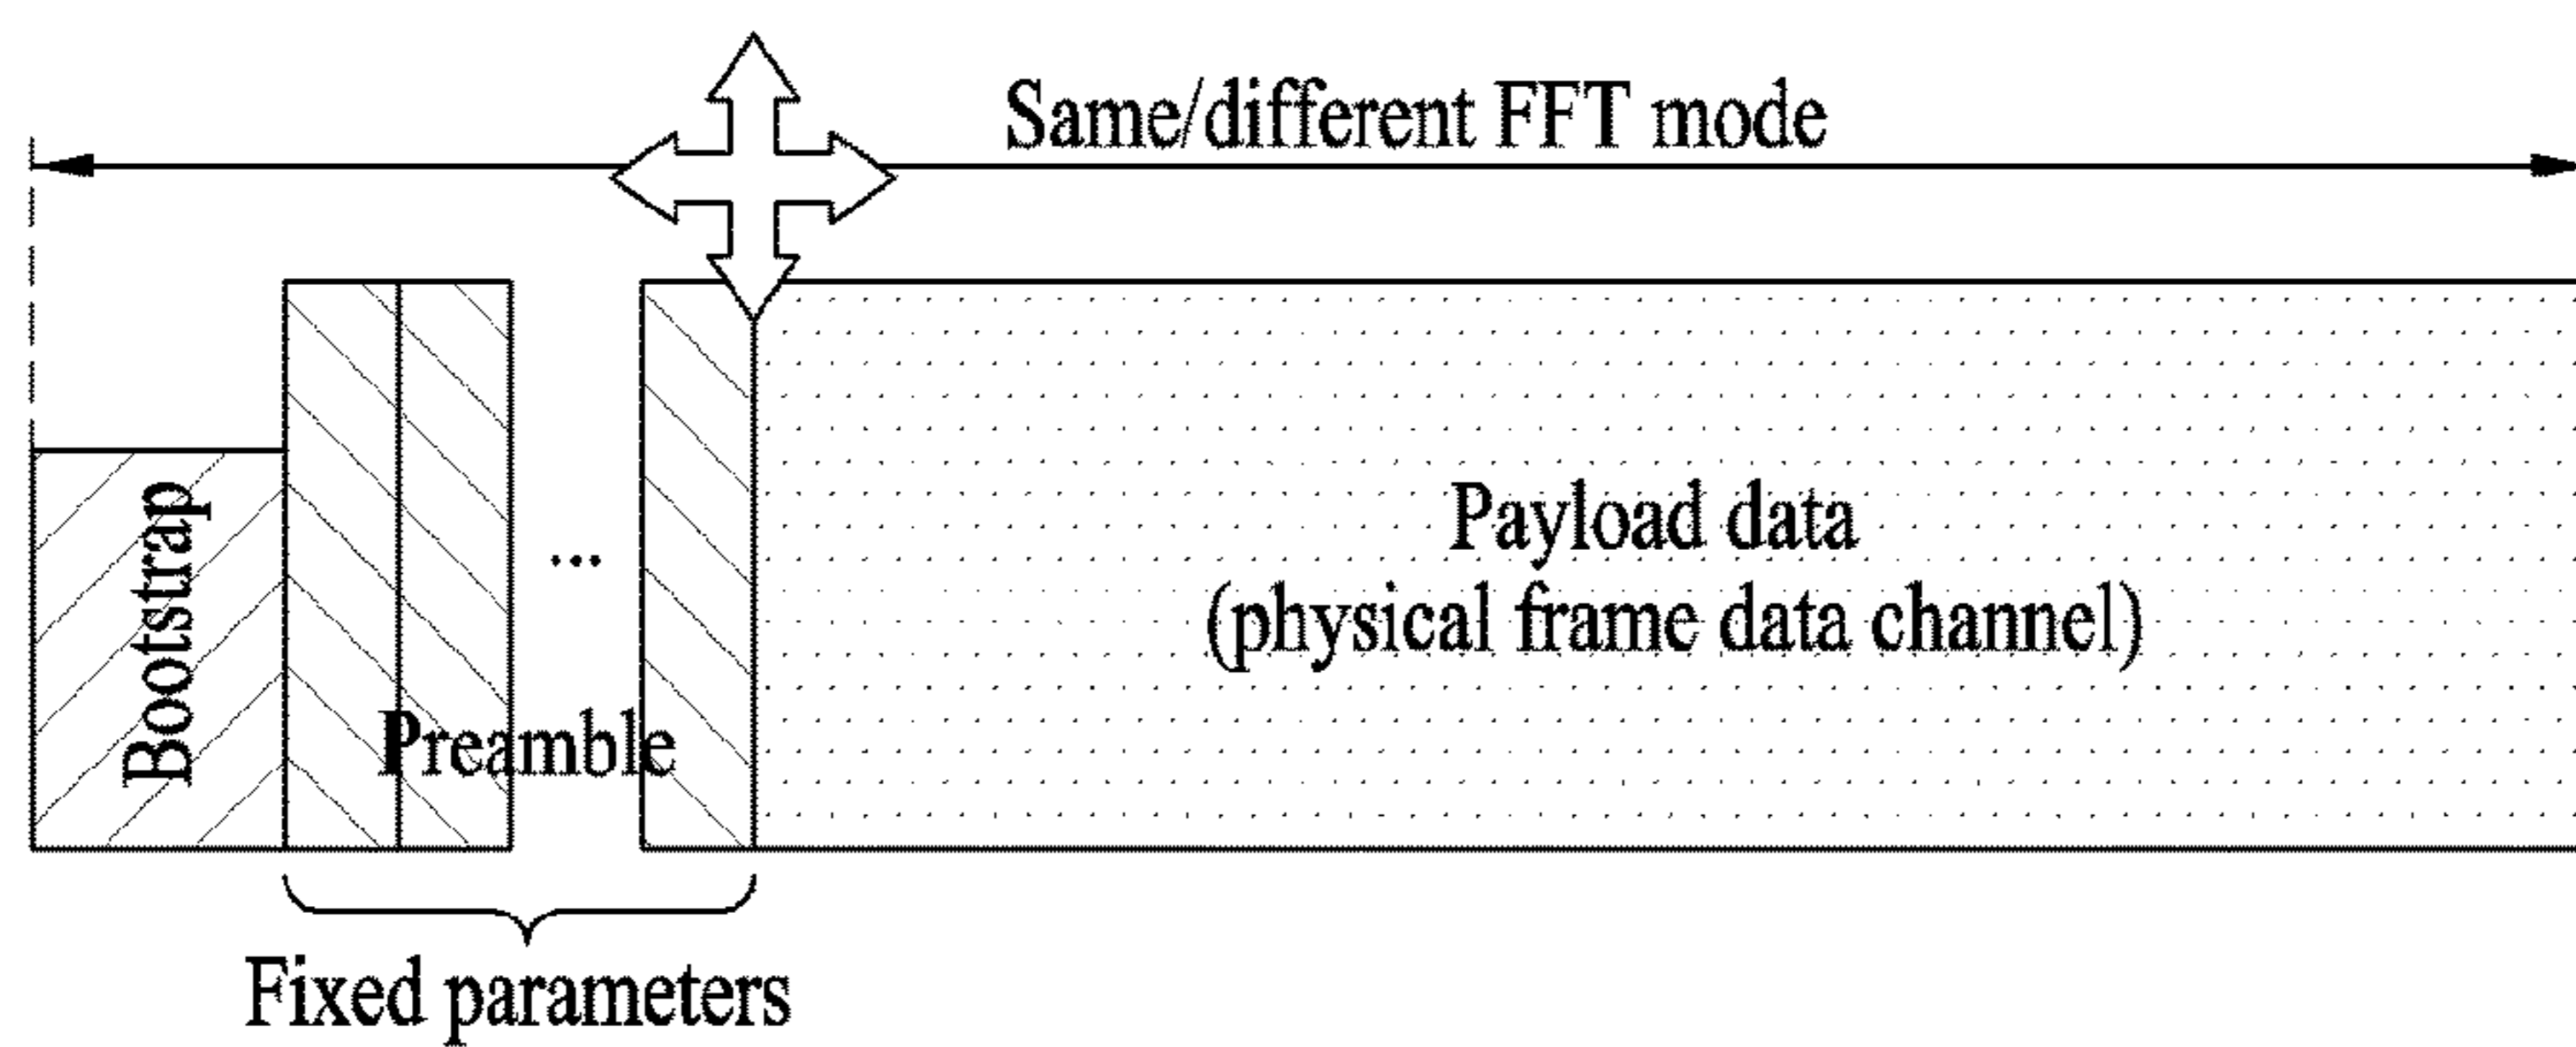 Same/different FFT mode
Bootstrap
...
Preamble
Payload data
(physical frame data channel)
Fixed parameters